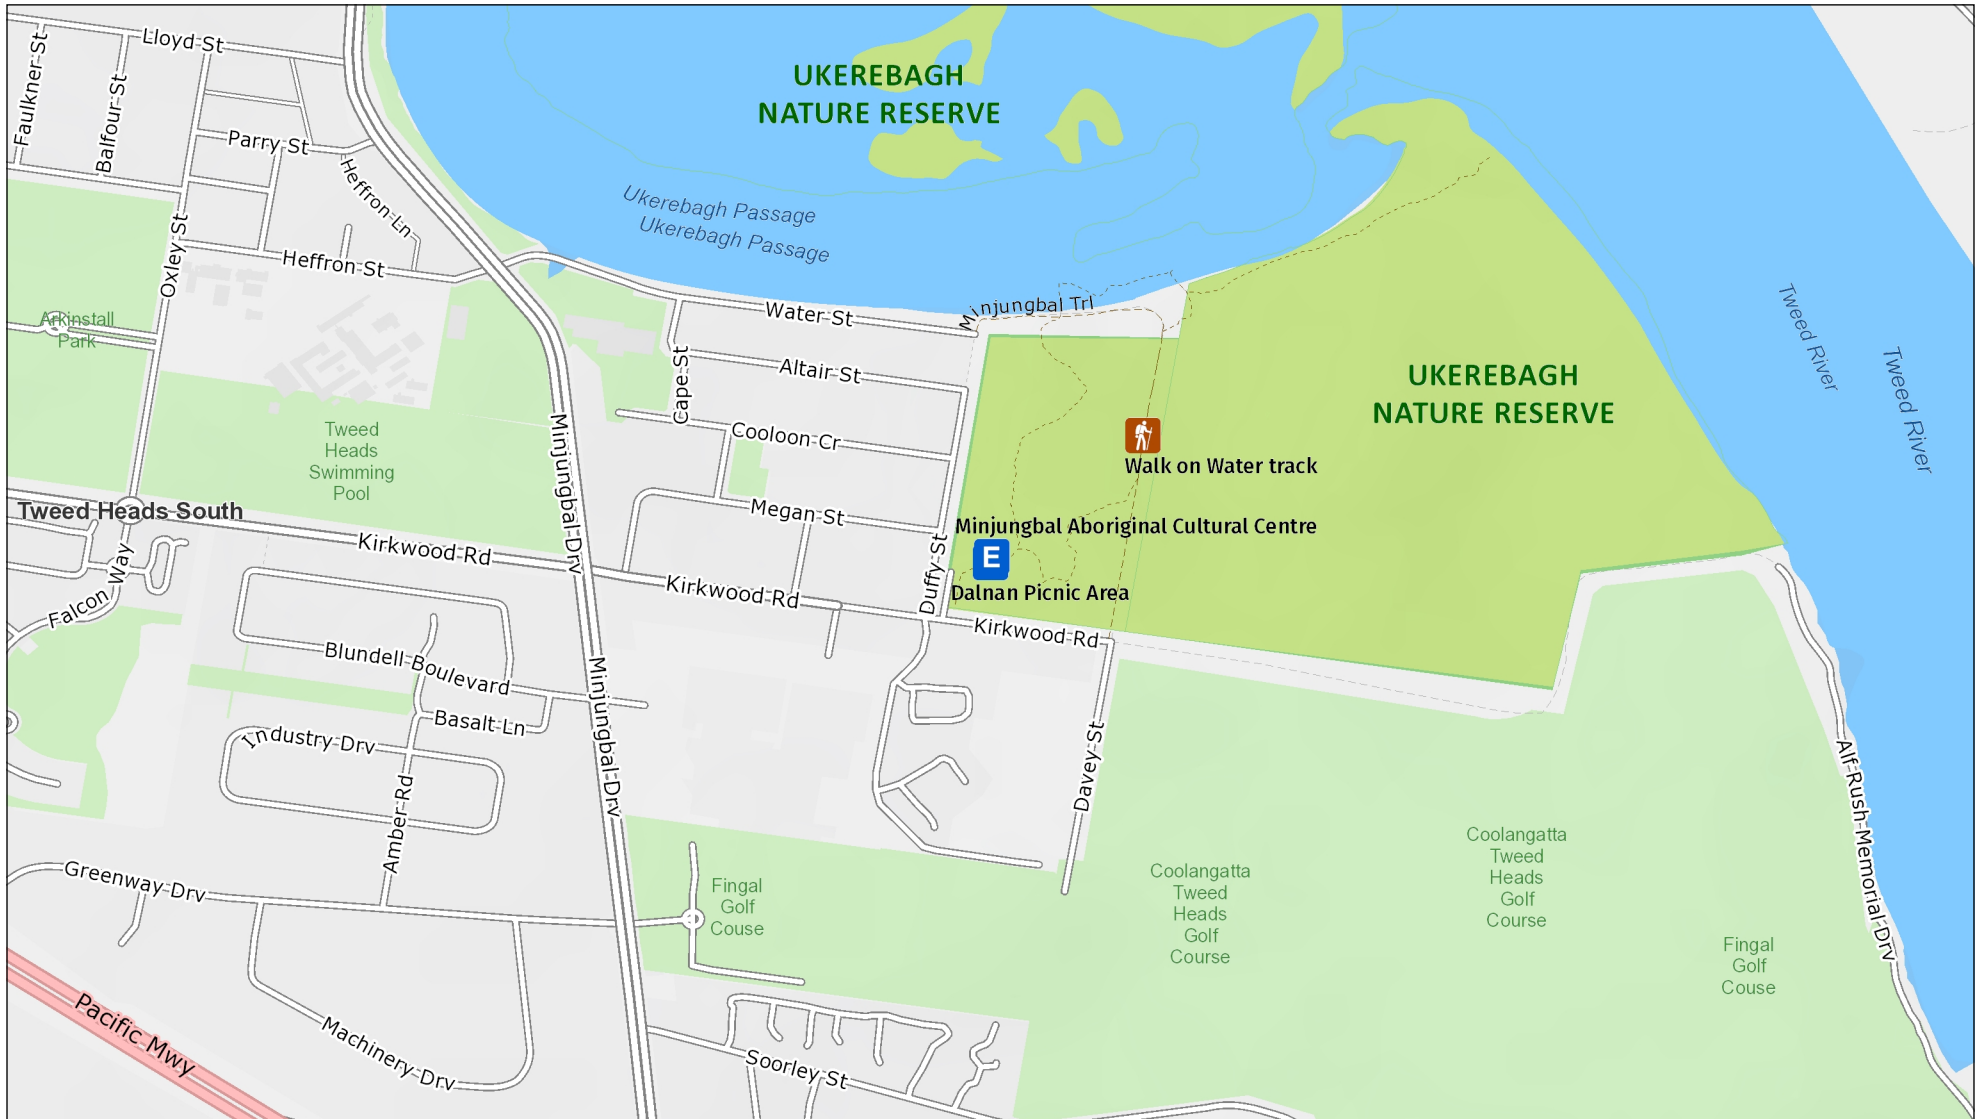 Lloyd St
Faulkner-St
Balfour-St
Parry St
Heffron-Ln
Oxley St
Heffron St
Arkinstall
Park
UKEREBAGH
NATURE RESERVE
Ukerebagh Passage
Ukerebagh Passage
Water St
Minjungbal Trl
Altair St
Cape St
Cooloon Cr
Megan St
Minjungbal-Drv
Tweed
Heads
Swimming
Pool
Tweed Heads South
Kirkwood Rd
Kirkwood Rd
Duffy-St
Kirkwood Rd
UKEREBAGH
NATURE RESERVE
Tweed River
Tweed River
Walk on Water track
Minjungbal Aboriginal Cultural Centre
E
Dalnan Picnic Area
Falcon Way
Blundell Boulevard
Basalt-Ln
Industry Drv
Amber-Rd
Minjungbal-Drv
Davey-St
Alf-Rush-Memorial-Drv
Greenway Drv
Fingal
Golf
Couse
Coolangatta
Tweed
Heads
Golf
Course
Coolangatta
Tweed
Heads
Golf
Course
Fingal
Golf
Couse
Pacific Mwy
Machinery-Drv
Soorley St